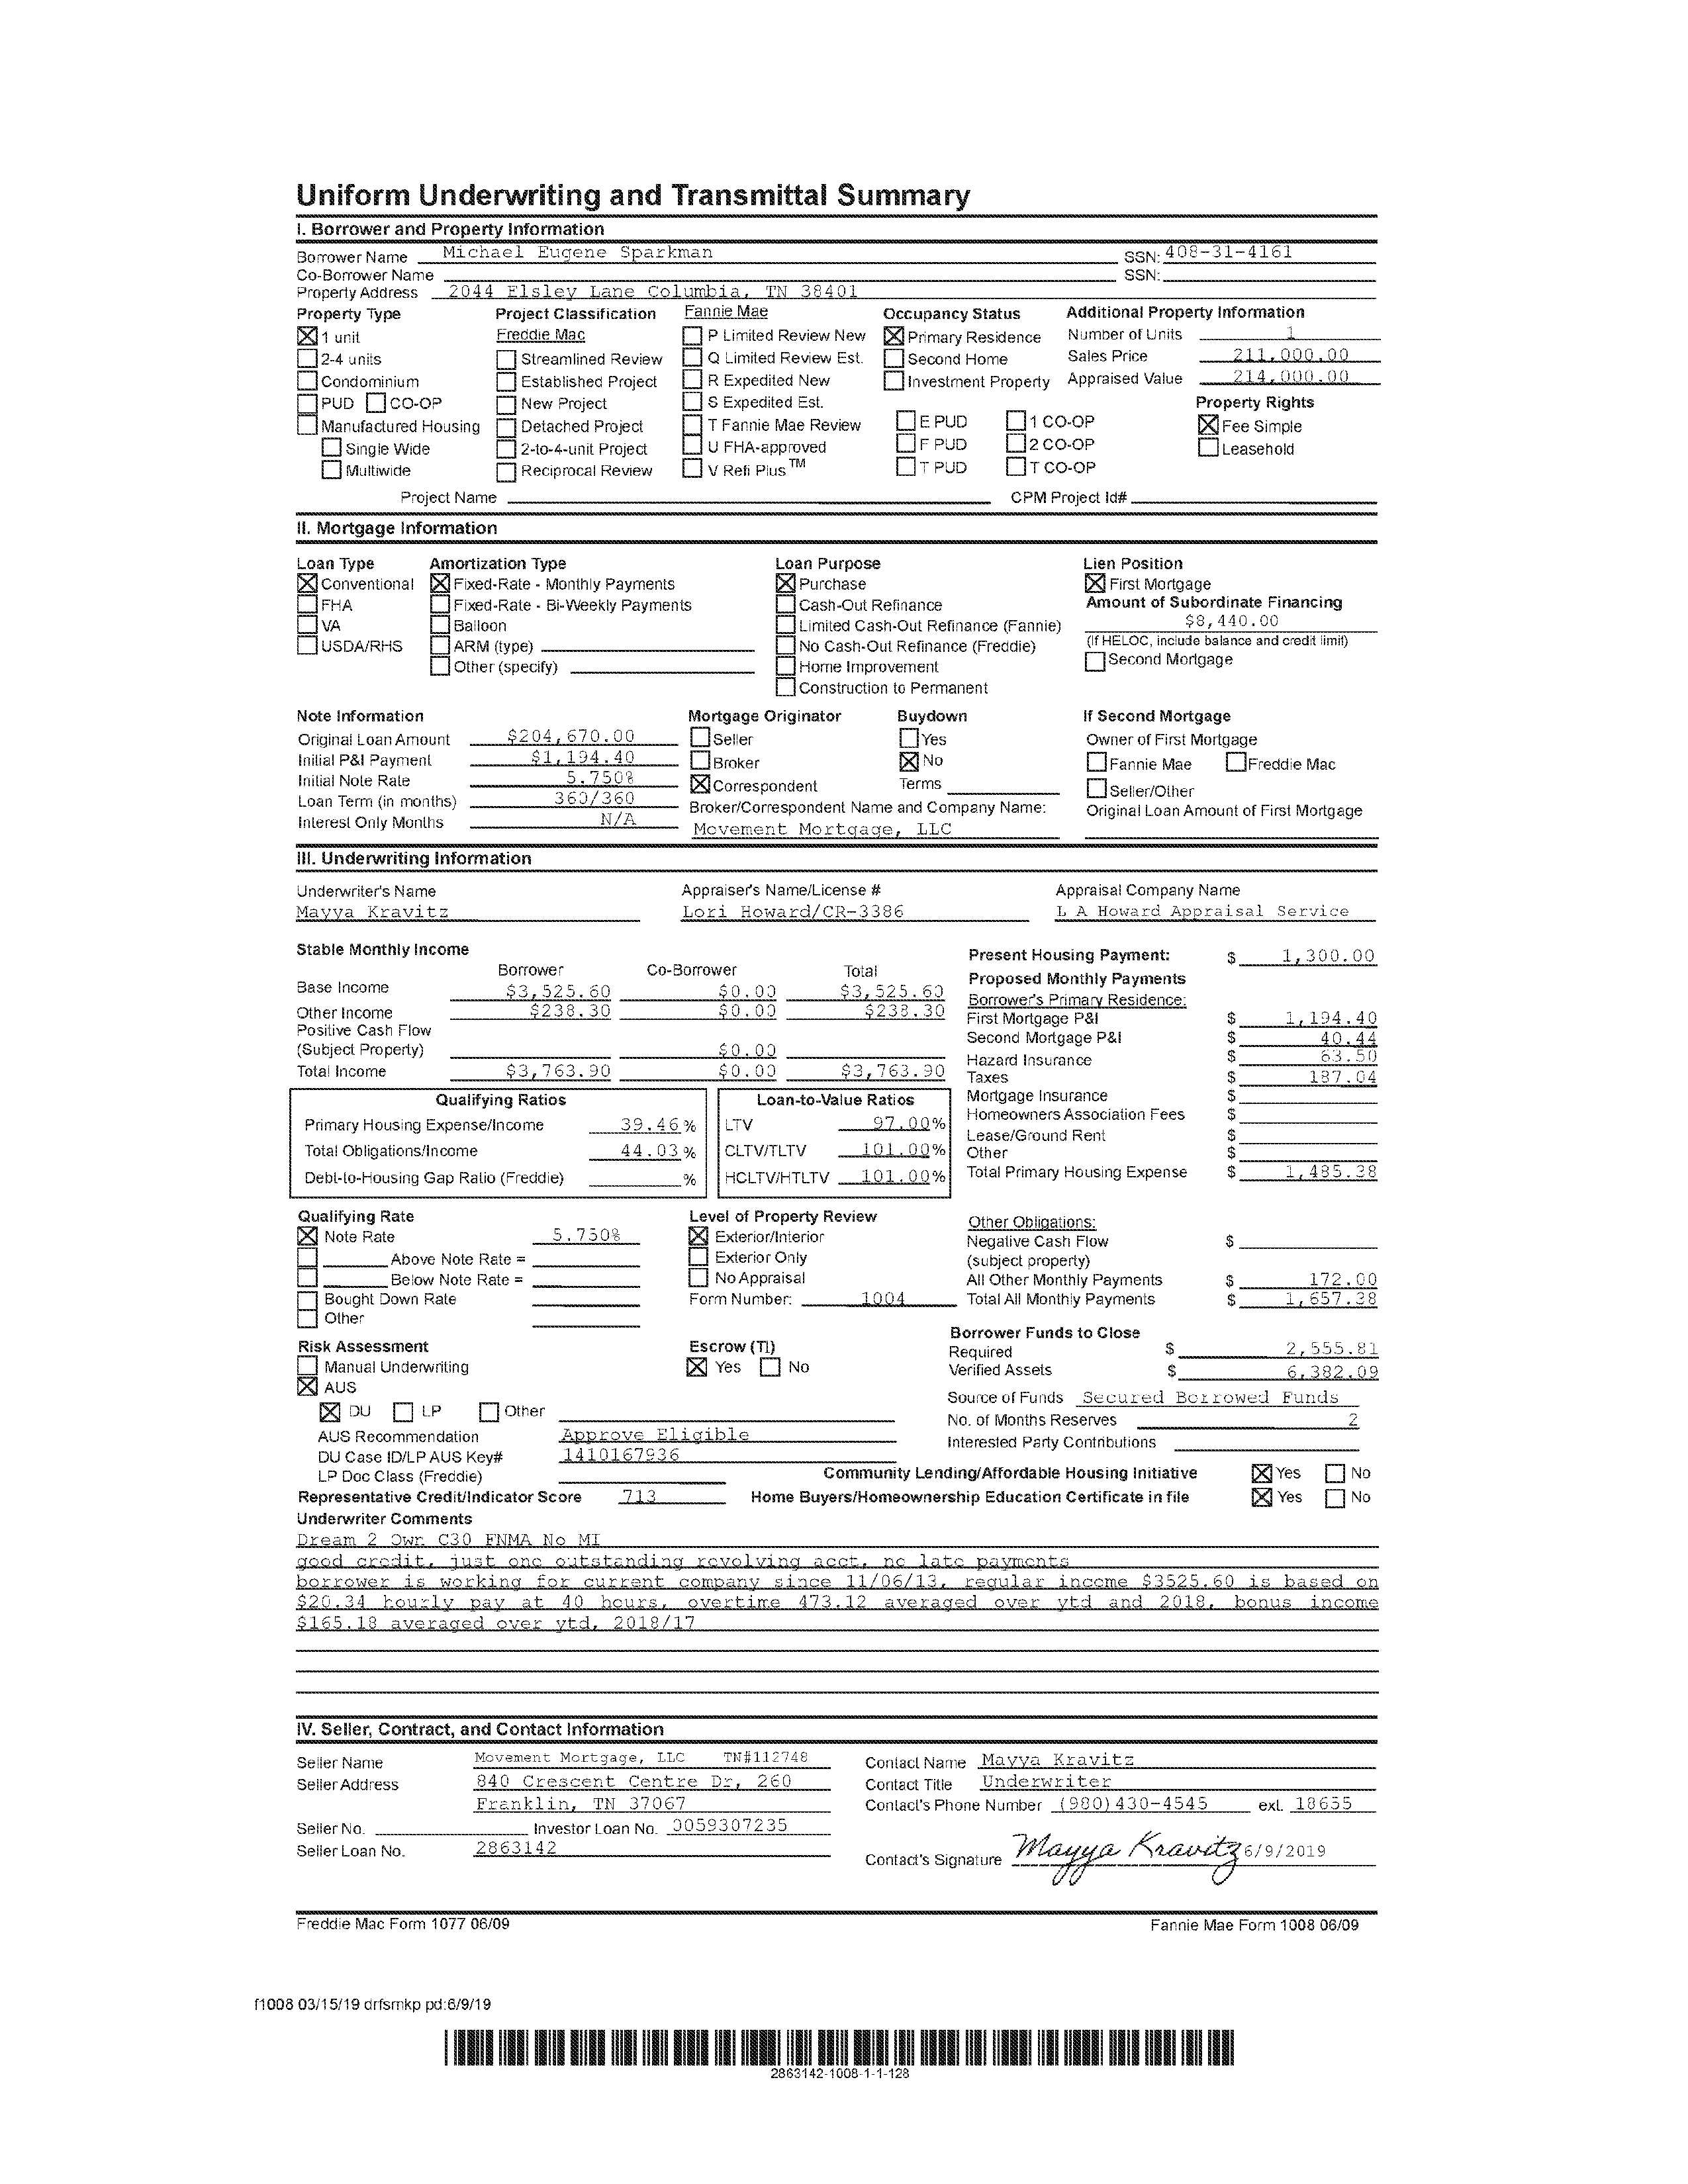 Uniform Underwriting and Transmittal Summary
I. Borrower and Property Information
Borrower Name Michael Eugene Sparkman SSN: 408-31-4161
Co-Borrower Name SSN:
Property Address 2044 Elsley Lane Columbia, TN 38401
Property Type Project Classification Fannie Mae Occupancy Status Additional Property Information
1 unit Freddie Mac P Limited Review New Primary Residence Number of Units 1
2-4 units Streamlined Review Q Limited Review Est. Second Home Sales Price 211,000.00
Condominium Established Project R Expedited New Investment Property Appraised Value 214,000.00
PUD CO-OP New Project S Expedited Est. Property Rights
Manufactured Housing Detached Project T Fannie Mae Review E PUD 1 CO-OP Fee Simple
Single Wide 2-to-4-unit Project U FHA-approved F PUD 2 CO-OP Leasehold
Multiwide Reciprocal Review V Refi Plus™ T PUD T CO-OP
Project Name CPM Project Id#
II. Mortgage Information
Loan Type Amortization Type Loan Purpose Lien Position
Conventional Fixed-Rate - Monthly Payments Purchase First Mortgage
FHA Fixed-Rate - Bi-Weekly Payments Cash-Out Refinance Amount of Subordinate Financing
VA Balloon Limited Cash-Out Refinance (Fannie) $8,440.00
USDA/RHS ARM (type) No Cash-Out Refinance (Freddie) (If HELOC, include balance and credit limit)
Other (specify) Home Improvement Second Mortgage
Construction to Permanent
Note Information Mortgage Originator Buydown If Second Mortgage
Original Loan Amount $204,670.00 Seller Yes Owner of First Mortgage
Initial P&I Payment $1,194.40 Broker No Fannie Mae Freddie Mac
Initial Note Rate 5.750% Correspondent Terms Seller/Other
Loan Term (in months) 360/360 Broker/Correspondent Name and Company Name: Original Loan Amount of First Mortgage
Interest Only Months N/A Movement Mortgage, LLC
III. Underwriting Information
Underwriter's Name Appraiser's Name/License # Appraisal Company Name
Mayya Kravitz Lori Howard/CR-3386 L A Howard Appraisal Service
Stable Monthly Income Present Housing Payment: $ 1,300.00
Borrower Co-Borrower Total Proposed Monthly Payments
Base Income $3,525.60 $0.00 $3,525.60 Borrower's Primary Residence:
Other Income $238.30 $0.00 $238.30 First Mortgage P&I $ 1,194.40
Positive Cash Flow Second Mortgage P&I $ 40.44
(Subject Property) $0.00 Hazard Insurance $ 63.50
Total Income $3,763.90 $0.00 $3,763.90 Taxes $ 187.04
Qualifying Ratios Loan-to-Value Ratios Mortgage Insurance $
Homeowners Association Fees $
Primary Housing Expense/Income 39.46% LTV 97.00% Lease/Ground Rent $
Total Obligations/Income 44.03% CLTV/TLTV 101.00% Other $
Debt-to-Housing Gap Ratio (Freddie) % HCLTV/HTLTV 101.00% Total Primary Housing Expense $ 1,485.38
Qualifying Rate Level of Property Review Other Obligations:
Note Rate 5.750% Exterior/Interior Negative Cash Flow $
Above Note Rate = Exterior Only (subject property)
Below Note Rate = No Appraisal All Other Monthly Payments $ 172.00
Bought Down Rate Form Number: 1004 Total All Monthly Payments $ 1,657.38
Other
Borrower Funds to Close
Risk Assessment Escrow (TI) Required $ 2,555.81
Manual Underwriting Yes No Verified Assets $ 6,382.09
AUS Source of Funds Secured Borrowed Funds
DU LP Other No. of Months Reserves 2
AUS Recommendation Approve Eligible Interested Party Contributions
DU Case ID/LP AUS Key# 1410167936
LP Doc Class (Freddie) Community Lending/Affordable Housing Initiative Yes No
Representative Credit/Indicator Score 713 Home Buyers/Homeownership Education Certificate in file Yes No
Underwriter Comments
Dream 2 Own C30 FNMA No MI
good credit, just one outstanding revolving acct, no late payments
borrower is working for current company since 11/06/13, regular income $3525.60 is based on
$20.34 hourly pay at 40 hours, overtime 473.12 averaged over ytd and 2018, bonus income
$165.18 averaged over ytd, 2018/17
IV. Seller, Contract, and Contact Information
Seller Name Movement Mortgage, LLC TN#112748 Contact Name Mayya Kravitz
Seller Address 840 Crescent Centre Dr, 260 Contact Title Underwriter
Franklin, TN 37067 Contact's Phone Number (980)430-4545 ext. 18655
Seller No. Investor Loan No. 0059307235
Seller Loan No. 2863142 Contact's Signature Mayya Kravitz 6/9/2019
Freddie Mac Form 1077 06/09 Fannie Mae Form 1008 06/09
f1008 03/15/19 drfsmkp pd:6/9/19
2863142-1008-1-1-128